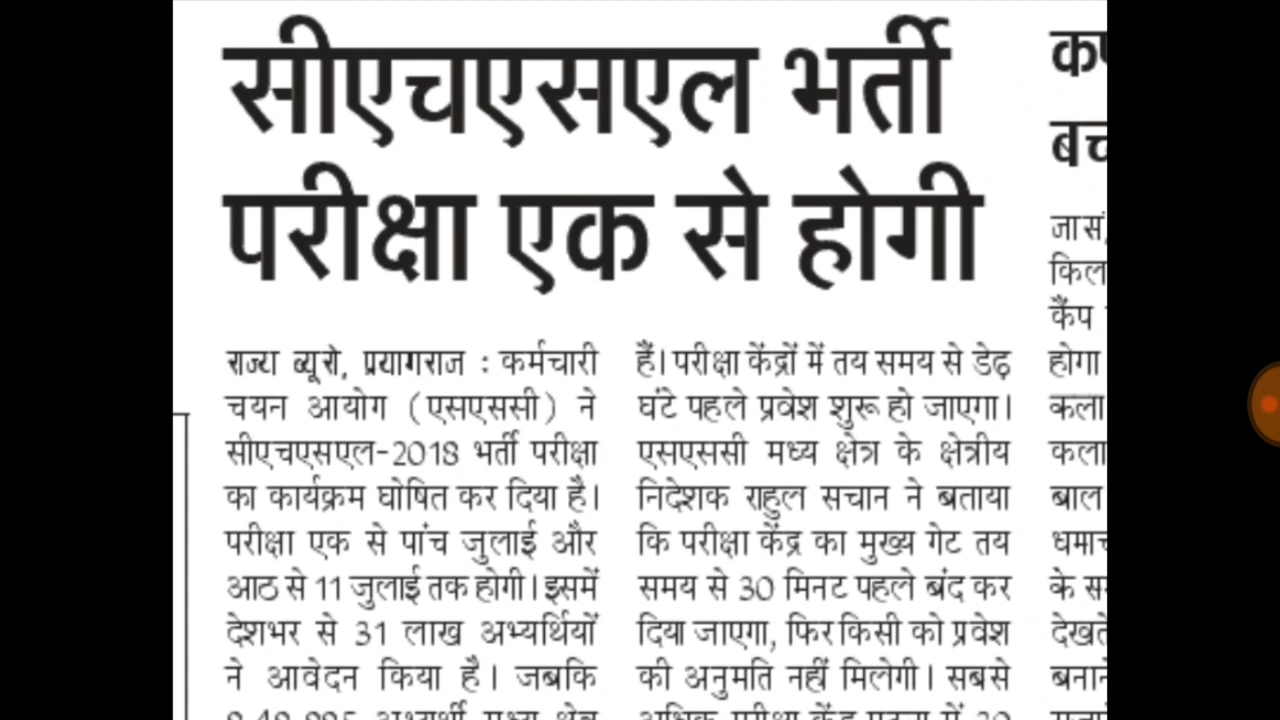 सीएचएसएल भर्ती
परीक्षा एक से होगी
राज्य ब्यूरो, प्रयागराज : कर्मचारी
चयन आयोग (एसएससी) ने
सीएचएसएल-2018 भर्ती परीक्षा
का कार्यक्रम घोषित कर दिया है।
परीक्षा एक से पांच जुलाई और
आठ से 11 जुलाई तक होगी। इसमें
देशभर से 31 लाख अभ्यर्थियों
ने आवेदन किया है। जबकि
हैं। परीक्षा केंद्रों में तय समय से डेढ़
घंटे पहले प्रवेश शुरू हो जाएगा।
एसएससी मध्य क्षेत्र के क्षेत्रीय
निदेशक राहुल सचान ने बताया
कि परीक्षा केंद्र का मुख्य गेट तय
समय से 30 मिनट पहले बंद कर
दिया जाएगा, फिर किसी को प्रवेश
की अनुमति नहीं मिलेगी। सबसे
जासं,
किल
कैंप
होगा
कला
कला
बाल
के
देखते
बनाने